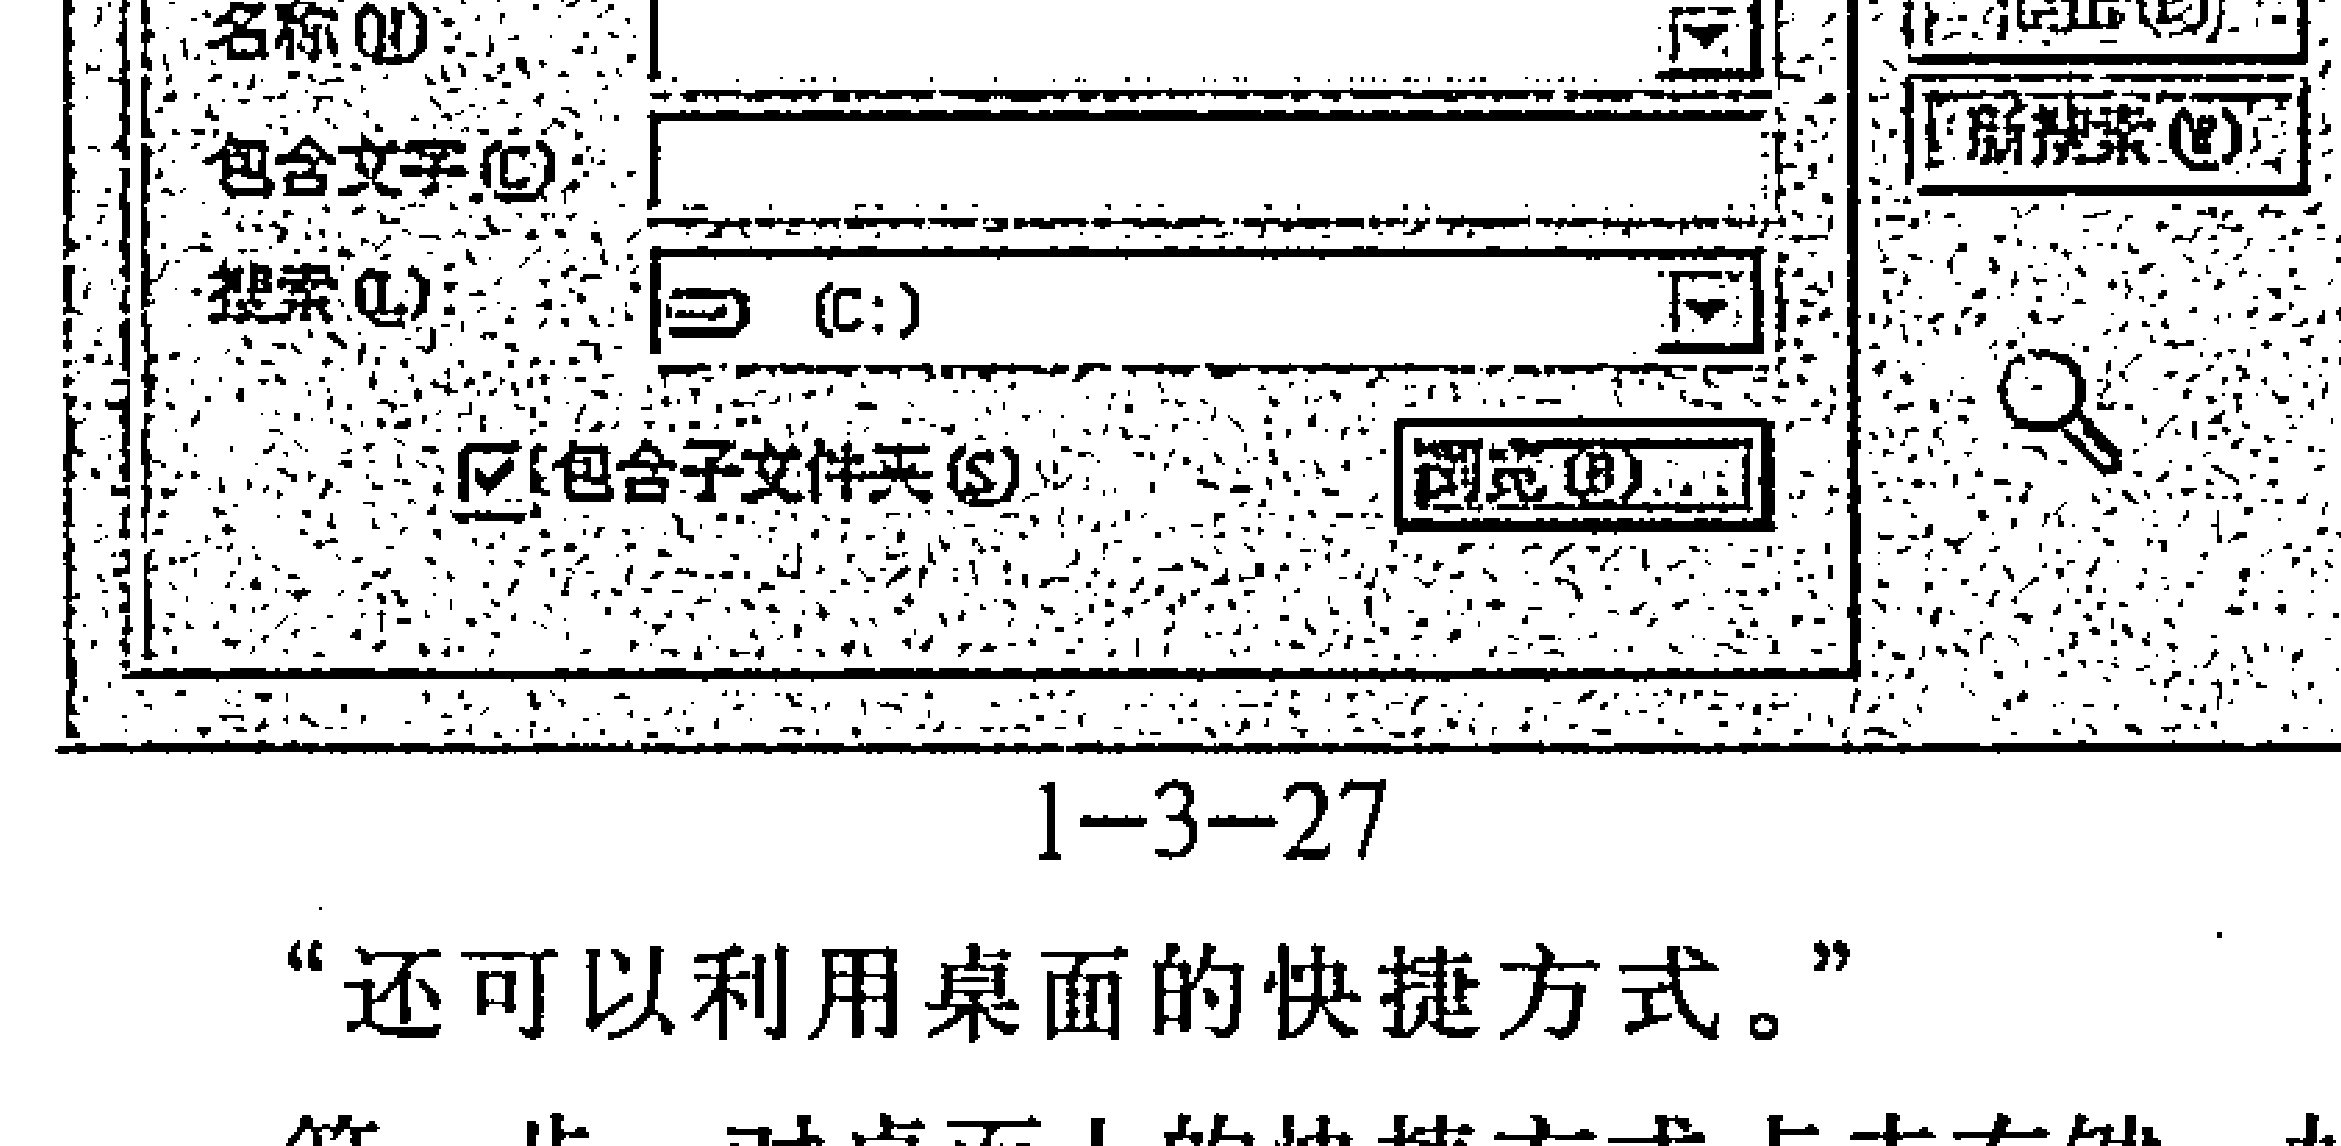 名称(N):
包含文字(C):
新搜索(W)
搜索(L):
(C:)
包含子文件夹(S)
浏览(B)...
1-3-27
“还可以利用桌面的快捷方式。”